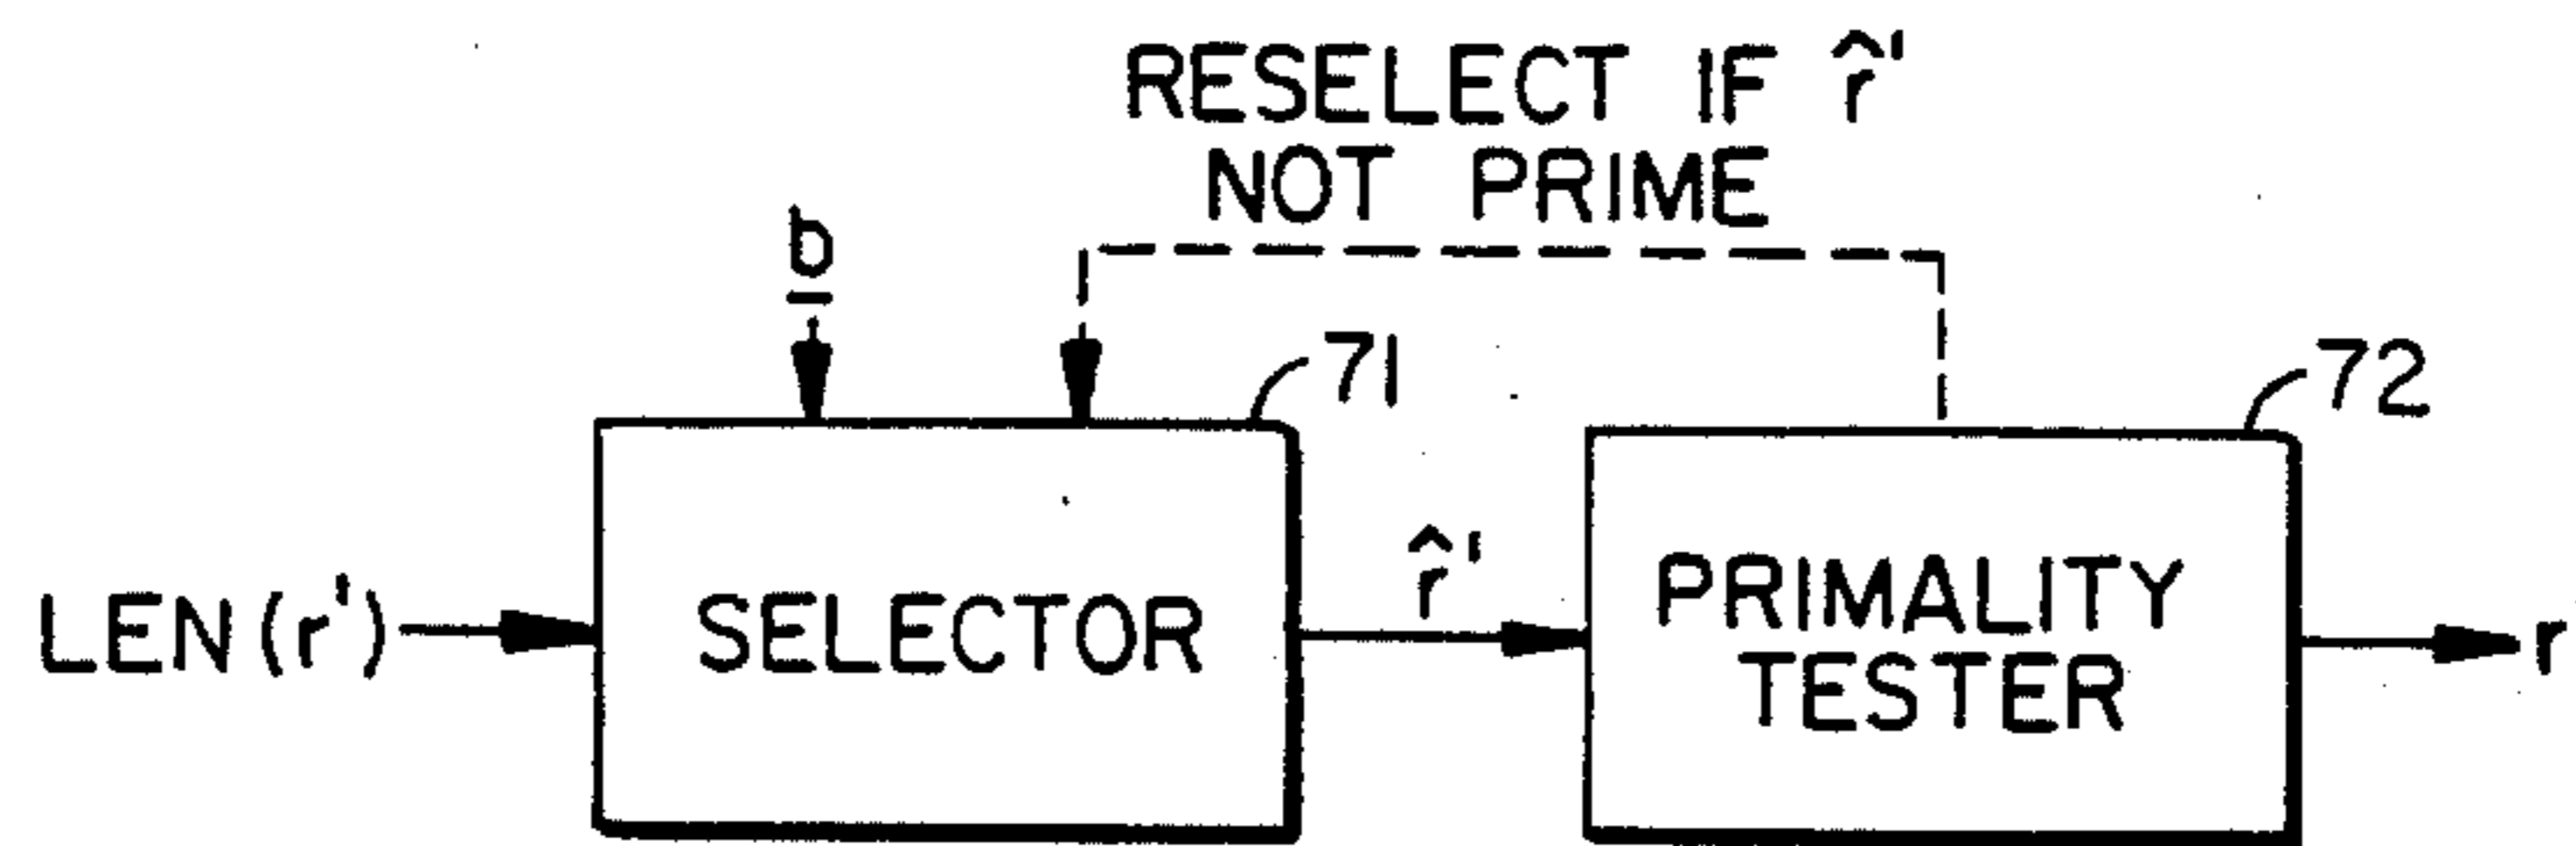 RESELECT IF r̂'
NOT PRIME
b
71
72
LEN(r')
SELECTOR
r̂'
PRIMALITY
TESTER
r